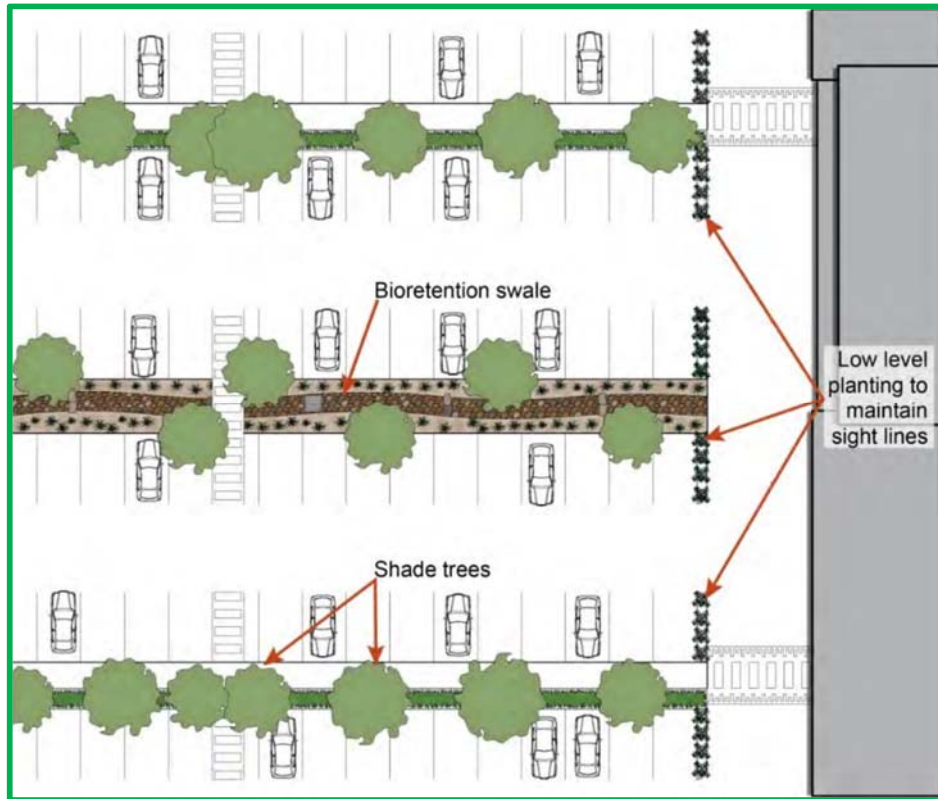 Bioretention swale
Low level
planting to
maintain
sight lines
Shade trees